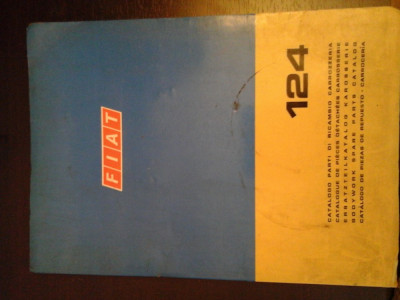 FIAT
124
CATALOGO PARTI DI RICAMBIO CARROZZERIA
CATALOGUE DE PIÈCES DÉTACHÉES CARROSSERIE
ERSATZTEILKATALOG KAROSSERIE
BODYWORK SPARE PARTS CATALOG
CATÁLOGO DE PIEZAS DE REPUESTO - CARROCERÍA